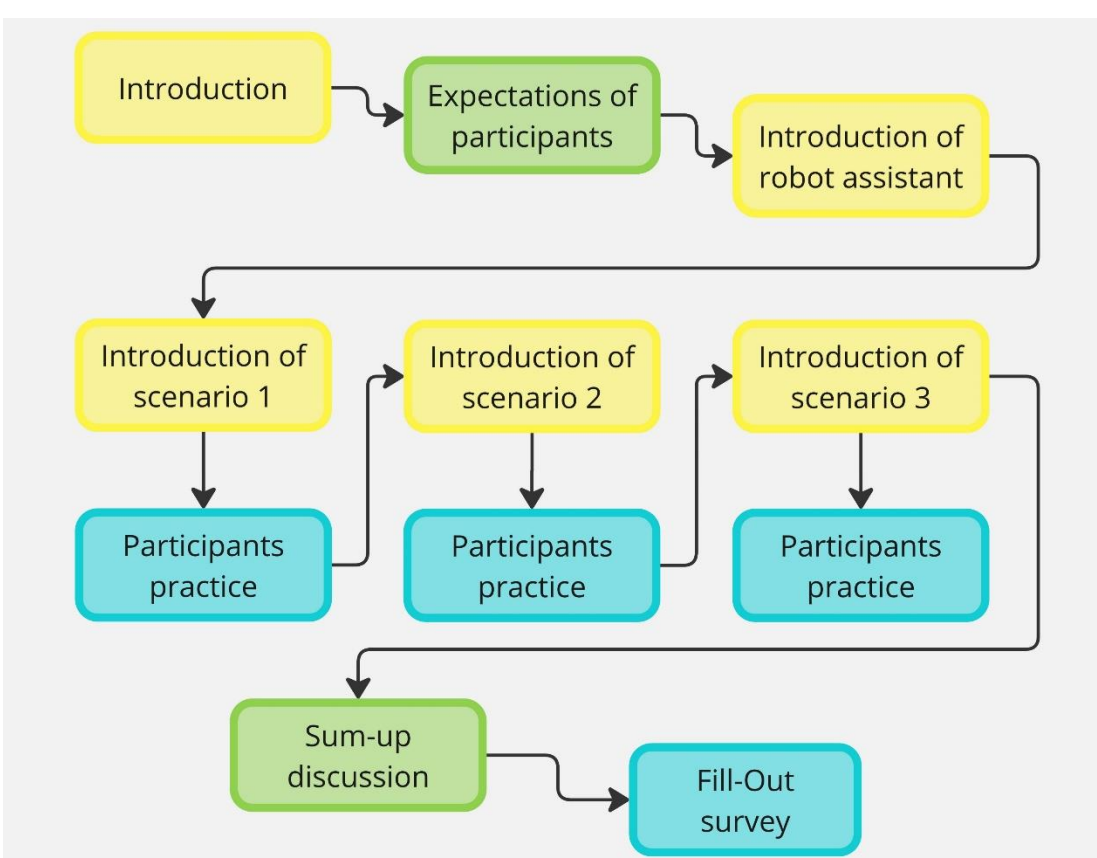 Introduction
Expectations of
participants
Introduction of
robot assistant
Introduction of
scenario 1
Introduction of
scenario 2
Introduction of
scenario 3
Participants
practice
Participants
practice
Participants
practice
Sum-up
discussion
Fill-Out
survey